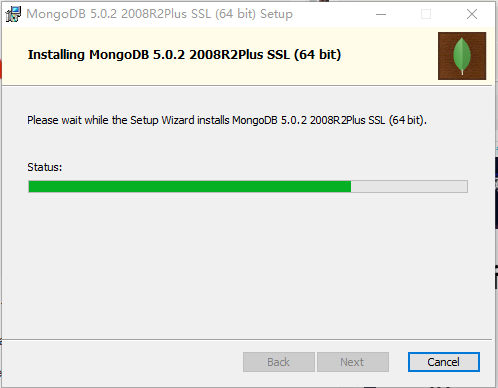 MongoDB 5.0.2 2008R2Plus SSL (64 bit) Setup
Installing MongoDB 5.0.2 2008R2Plus SSL (64 bit)
Please wait while the Setup Wizard installs MongoDB 5.0.2 2008R2Plus SSL (64 bit).
Status:
Back
Next
Cancel